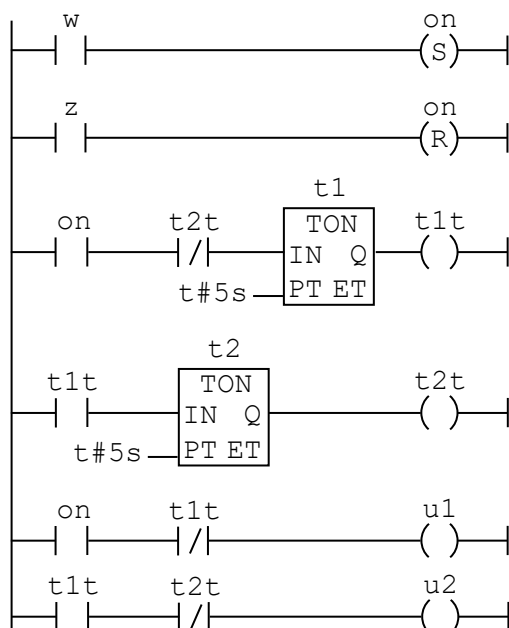 w on
S
z on
R
t1
on t2t TON t1t
IN Q
t#5s PT ET
t2
t1t TON t2t
IN Q
t#5s PT ET
on t1t u1
t1t t2t u2